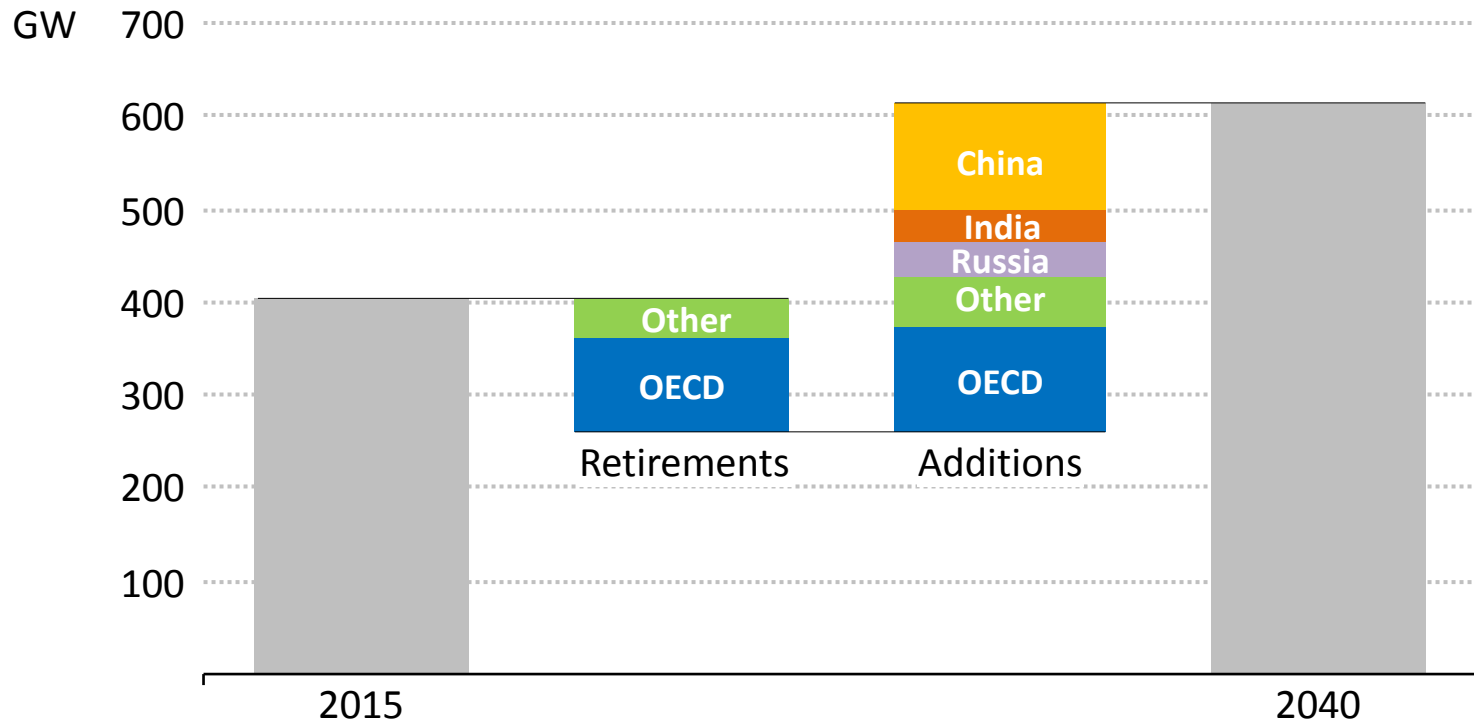 GW 700
600
China
500
India
Russia
400
Other
Other
300
OECD
OECD
Retirements Additions
200
100
2015 2040